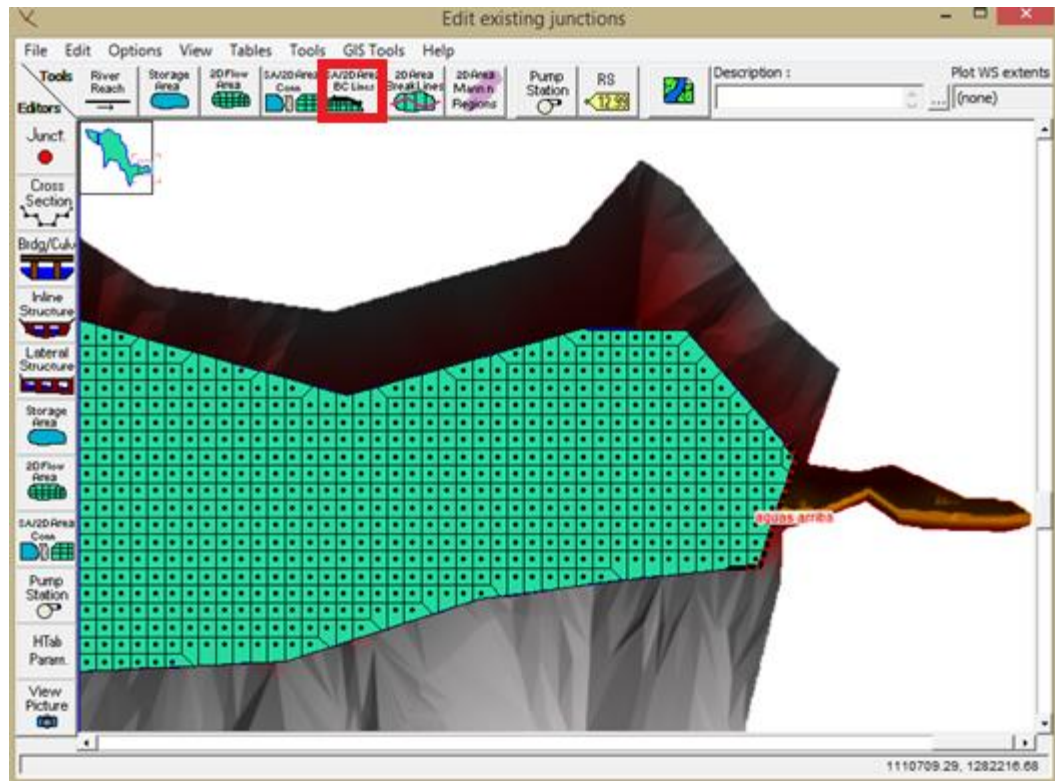 Edit existing junctions
File Edit Options View Tables Tools GIS Tools Help
Tools
Editors
River
Reach
Storage
Area
2D Flow
Area
SA/2D Area
Conn
SA/2D Area
BC Lines
2D Area
BreakLines
2D Area
Mann n
Regions
Pump
Station
RS
12.99
Description :
...
Plot WS extents
(none)
Junct.
Cross
Section
Brdg/Culv
Inline
Structure
Lateral
Structure
Storage
Area
2D Flow
Area
SA/2D Area
Conn
Pump
Station
HTab
Param.
View
Picture
aguas arriba
1110709.29, 1282216.68